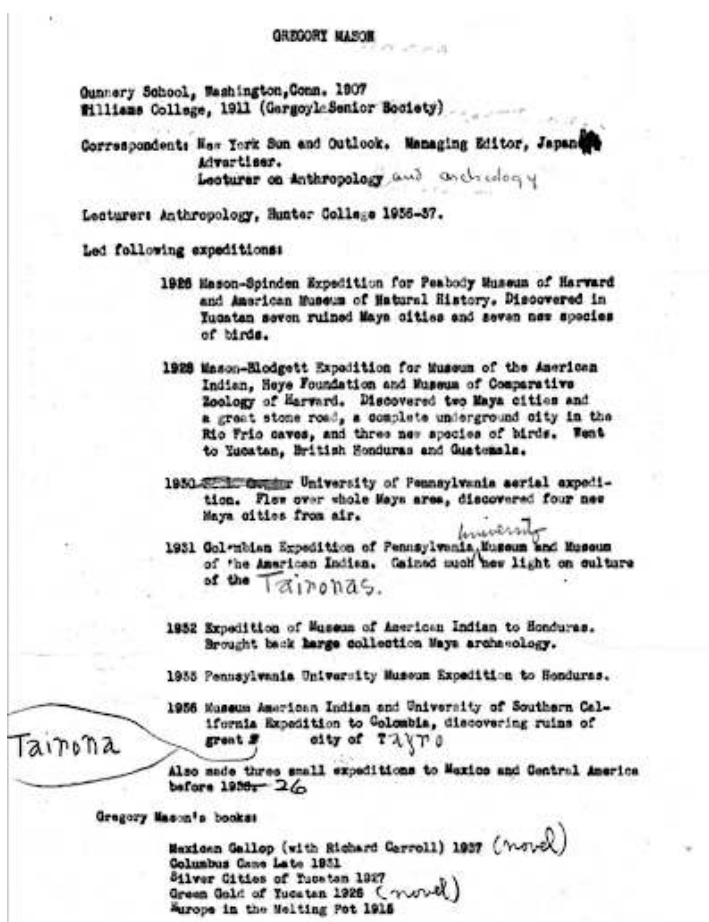 GREGORY MASON
Gunnery School, Washington,Conn. 1907
Williams College, 1911 (Gargoyle Senior Society)
Correspondent: New York Sun and Outlook. Managing Editor, Japan
Advertiser.
Lecturer on Anthropology and archeology
Lecturer: Anthropology, Hunter College 1936-37.
Led following expeditions:
1926 Mason-Spinden Expedition for Peabody Museum of Harvard
and American Museum of Natural History. Discovered in
Yucatan seven ruined Maya cities and seven new species
of birds.
1928 Mason-Blodgett Expedition for Museum of the American
Indian, Heye Foundation and Museum of Comparative
Zoology of Harvard. Discovered two Maya cities and
a great stone road, a complete underground city in the
Rio Frio caves, and three new species of birds. Went
to Yucatan, British Honduras and Guatemala.
1930 University of Pennsylvania aerial expedi-
tion. Flew over whole Maya area, discovered four new
Maya cities from air.
University
1931 Colombian Expedition of Pennsylvania Museum and Museum
of the American Indian. Gained much new light on culture
of the Taironas.
1932 Expedition of Museum of American Indian to Honduras.
Brought back large collection Maya archaeology.
1933 Pennsylvania University Museum Expedition to Honduras.
1936 Museum American Indian and University of Southern Cal-
ifornia Expedition to Colombia, discovering ruins of
Tairona
great city of Tayro
Also made three small expeditions to Mexico and Central America
before 26
Gregory Mason's books:
Mexican Gallop (with Richard Carroll) 1937 (novel)
Columbus Came Late 1931
Silver Cities of Yucatan 1927
Green Gold of Yucatan 1926 (novel)
Europe in the Melting Pot 1915